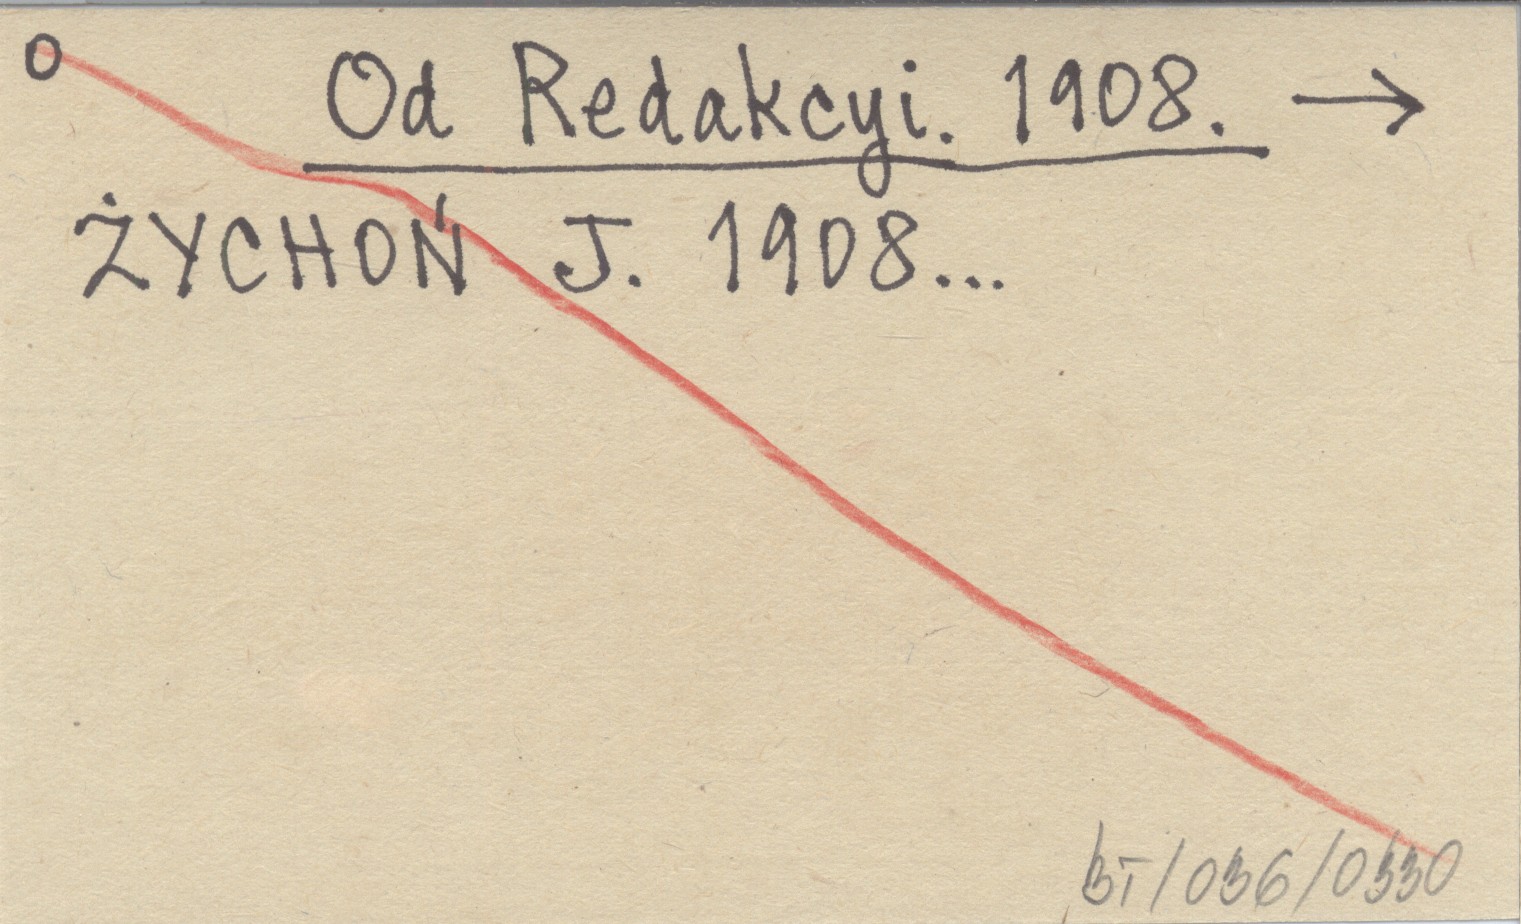 O
Od Redakcyi. 1908. →
ŻYCHOŃ J. 1908...
BT/036/0330